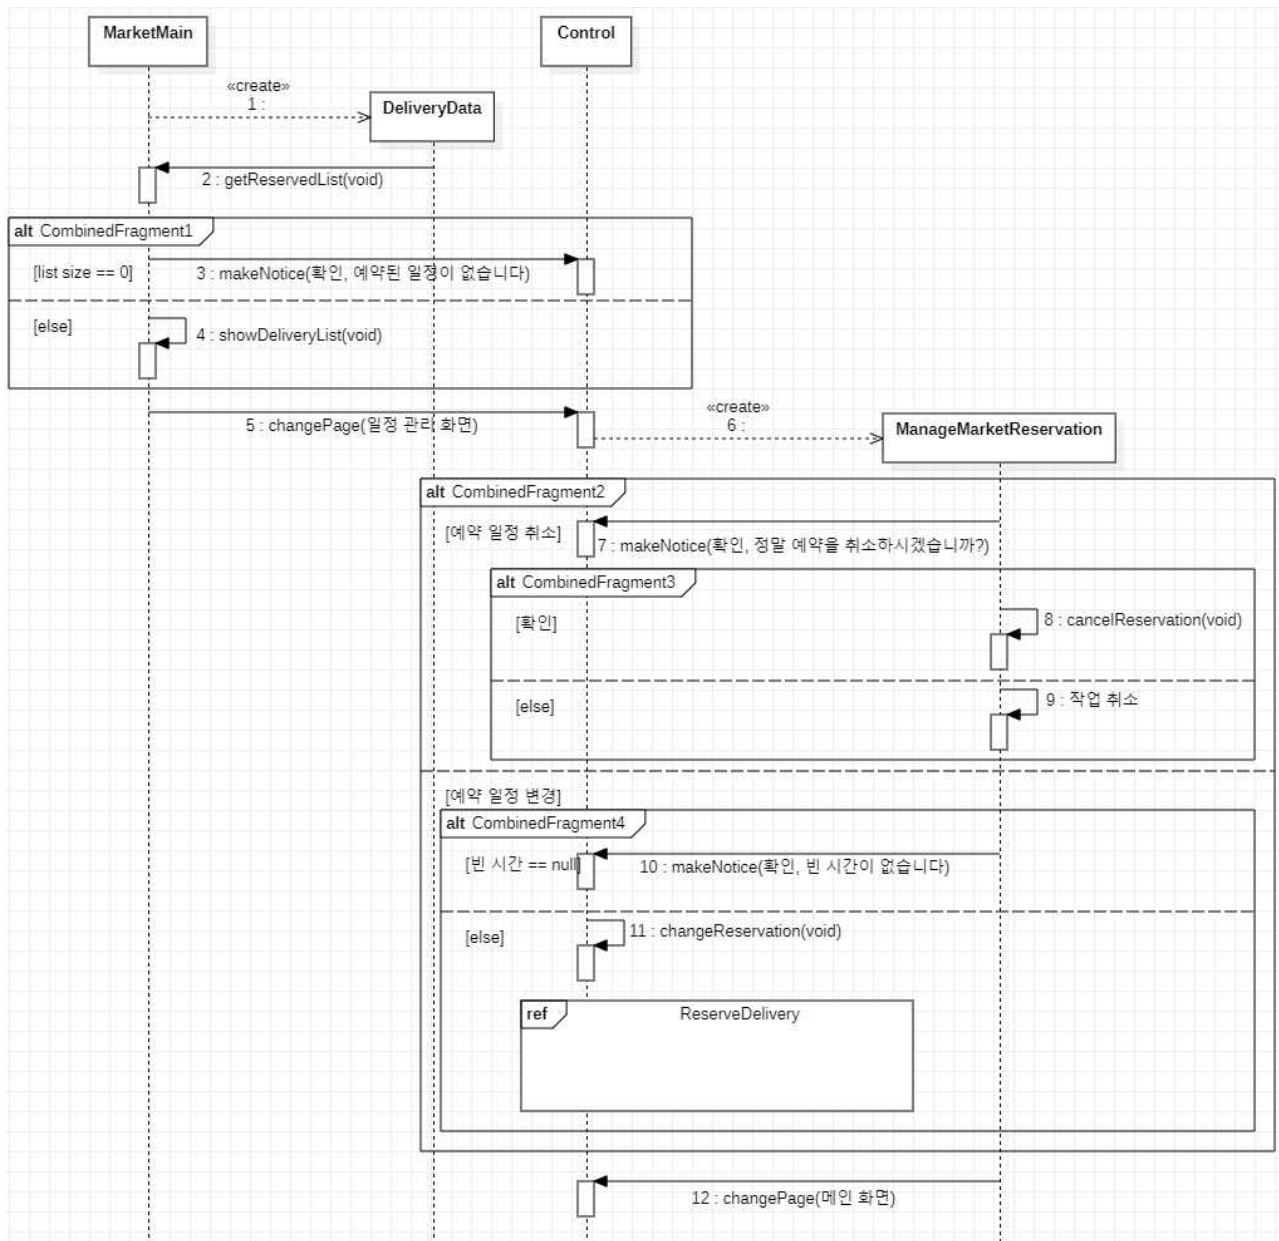 MarketMain
Control
«create»
1 :
DeliveryData
2 : getReservedList(void)
alt CombinedFragment1
[list size == 0]
3 : makeNotice(확인, 예약된 일정이 없습니다)
[else]
4 : showDeliveryList(void)
5 : changePage(일정 관리 화면)
«create»
6 :
ManageMarketReservation
alt CombinedFragment2
[예약 일정 취소]
7 : makeNotice(확인, 정말 예약을 취소하시겠습니까?)
alt CombinedFragment3
[확인]
8 : cancelReservation(void)
[else]
9 : 작업 취소
[예약 일정 변경]
alt CombinedFragment4
[빈 시간 == null]
10 : makeNotice(확인, 빈 시간이 없습니다)
[else]
11 : changeReservation(void)
ref
ReserveDelivery
12 : changePage(메인 화면)